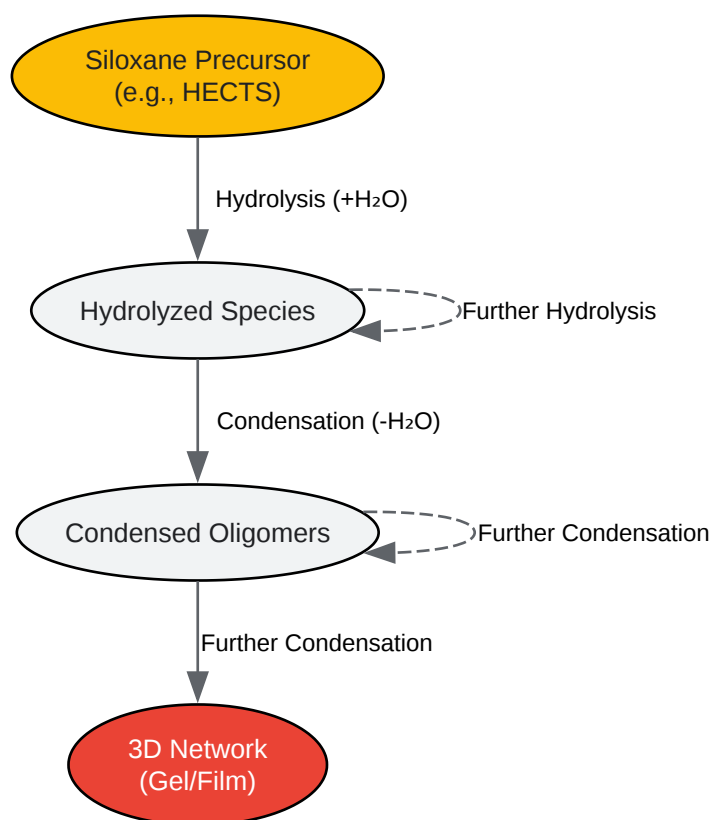 Siloxane Precursor
(e.g., HECTS)
Hydrolysis (+H₂O)
Hydrolyzed Species
Further Hydrolysis
Condensation (-H₂O)
Condensed Oligomers
Further Condensation
Further Condensation
3D Network
(Gel/Film)